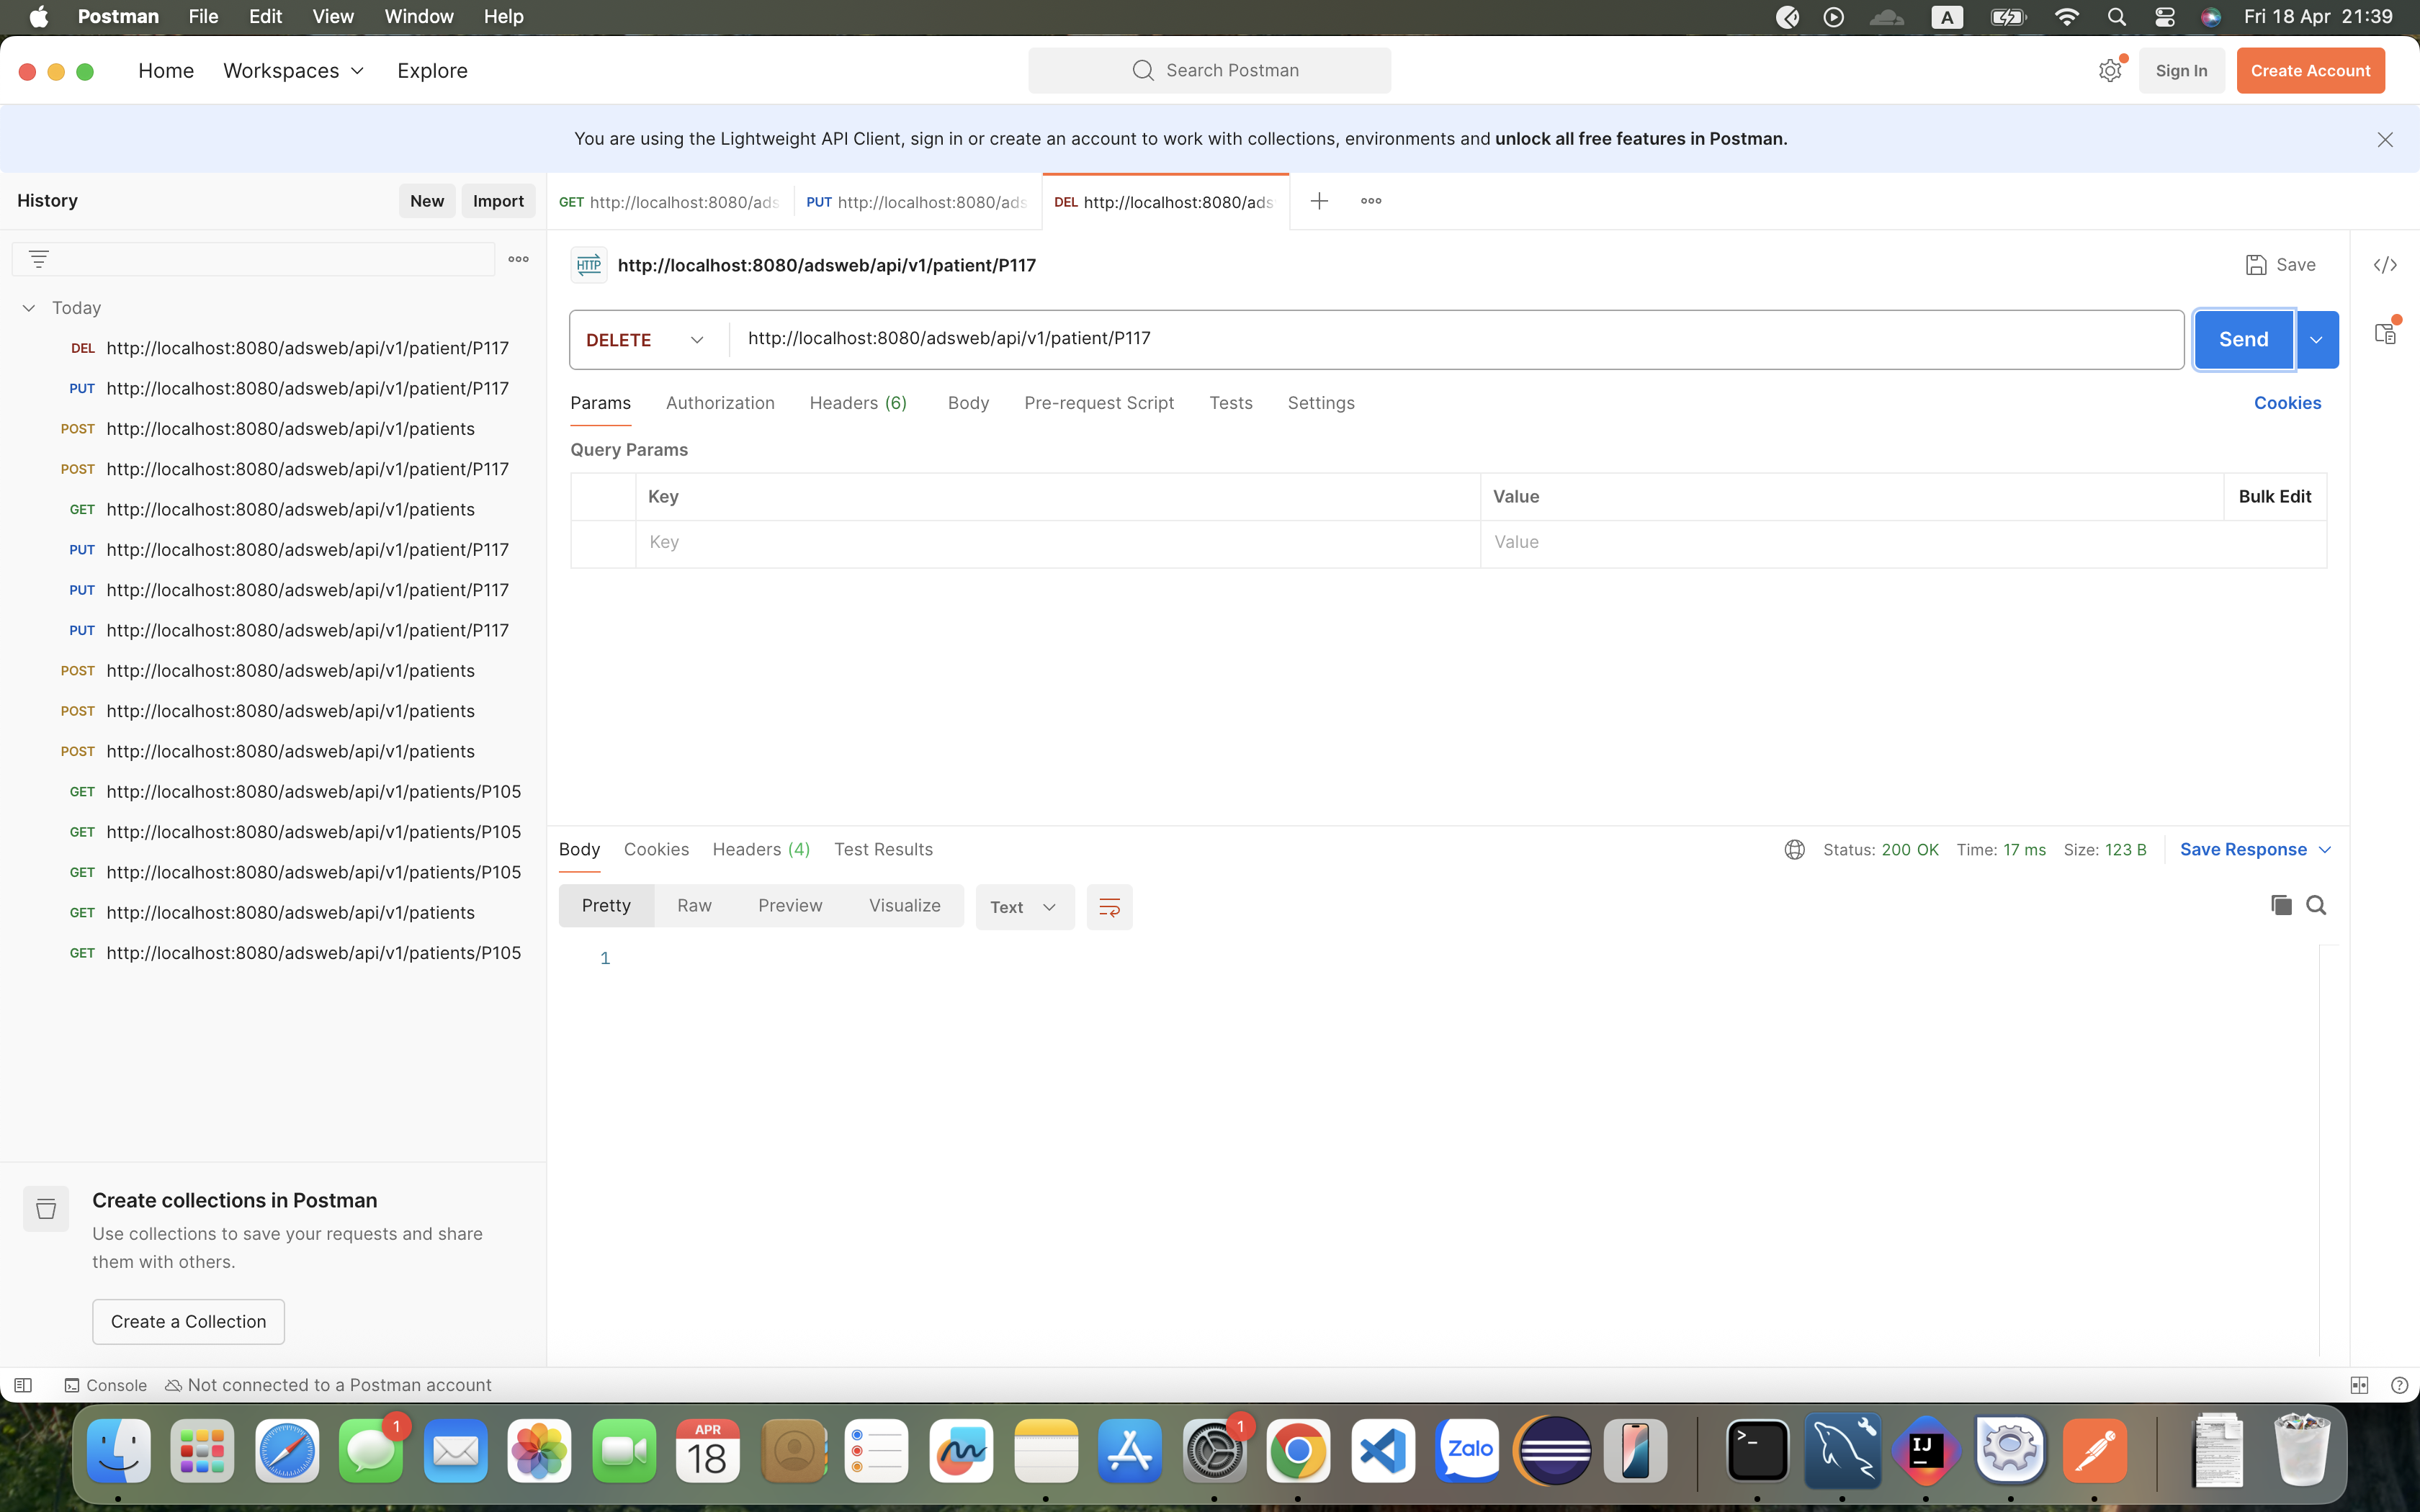 Postman File Edit View Window Help
A
Fri 18 Apr 21:39
Home Workspaces Explore
Search Postman
Sign In
Create Account
You are using the Lightweight API Client, sign in or create an account to work with collections, environments and unlock all free features in Postman.
History
New
Import
GET http://localhost:8080/ads
PUT http://localhost:8080/ads
DEL http://localhost:8080/ads
HTTP http://localhost:8080/adsweb/api/v1/patient/P117
Save
Today
DEL http://localhost:8080/adsweb/api/v1/patient/P117
PUT http://localhost:8080/adsweb/api/v1/patient/P117
POST http://localhost:8080/adsweb/api/v1/patients
POST http://localhost:8080/adsweb/api/v1/patient/P117
GET http://localhost:8080/adsweb/api/v1/patients
PUT http://localhost:8080/adsweb/api/v1/patient/P117
PUT http://localhost:8080/adsweb/api/v1/patient/P117
PUT http://localhost:8080/adsweb/api/v1/patient/P117
POST http://localhost:8080/adsweb/api/v1/patients
POST http://localhost:8080/adsweb/api/v1/patients
POST http://localhost:8080/adsweb/api/v1/patients
GET http://localhost:8080/adsweb/api/v1/patients/P105
GET http://localhost:8080/adsweb/api/v1/patients/P105
GET http://localhost:8080/adsweb/api/v1/patients/P105
GET http://localhost:8080/adsweb/api/v1/patients
GET http://localhost:8080/adsweb/api/v1/patients/P105
DELETE http://localhost:8080/adsweb/api/v1/patient/P117
Send
Params Authorization Headers (6) Body Pre-request Script Tests Settings
Cookies
Query Params
Key Value Bulk Edit
Key Value
Body Cookies Headers (4) Test Results
Status: 200 OK Time: 17 ms Size: 123 B
Save Response
Pretty Raw Preview Visualize
Text
1
Create collections in Postman
Use collections to save your requests and share
them with others.
Create a Collection
Console
Not connected to a Postman account
1
APR
18
1
Zalo
>_
IJ